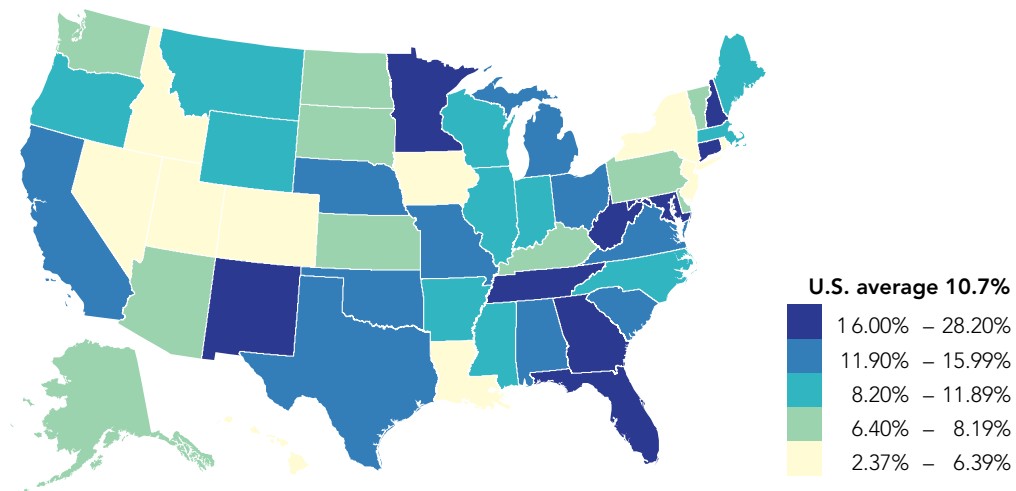 U.S. average 10.7%
16.00% – 28.20%
11.90% – 15.99%
8.20% – 11.89%
6.40% – 8.19%
2.37% – 6.39%